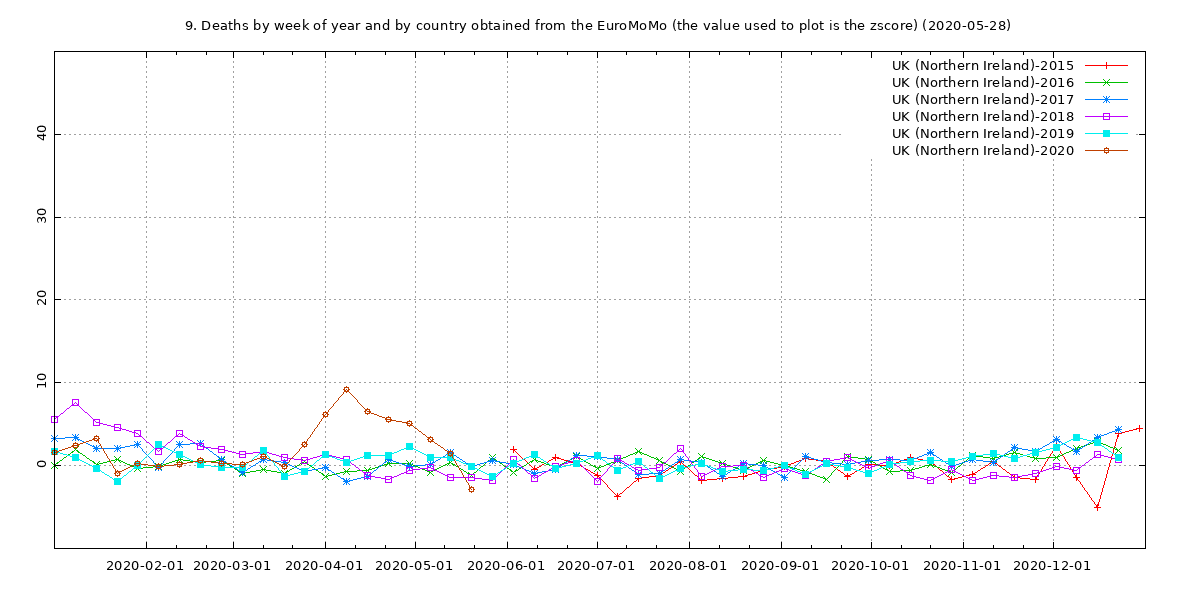 9. Deaths by week of year and by country obtained from the EuroMoMo (the value used to plot is the zscore) (2020-05-28)
UK (Northern Ireland)-2015
UK (Northern Ireland)-2016
UK (Northern Ireland)-2017
UK (Northern Ireland)-2018
UK (Northern Ireland)-2019
UK (Northern Ireland)-2020
40
30
20
10
0
2020-02-01 2020-03-01 2020-04-01 2020-05-01 2020-06-01 2020-07-01 2020-08-01 2020-09-01 2020-10-01 2020-11-01 2020-12-01